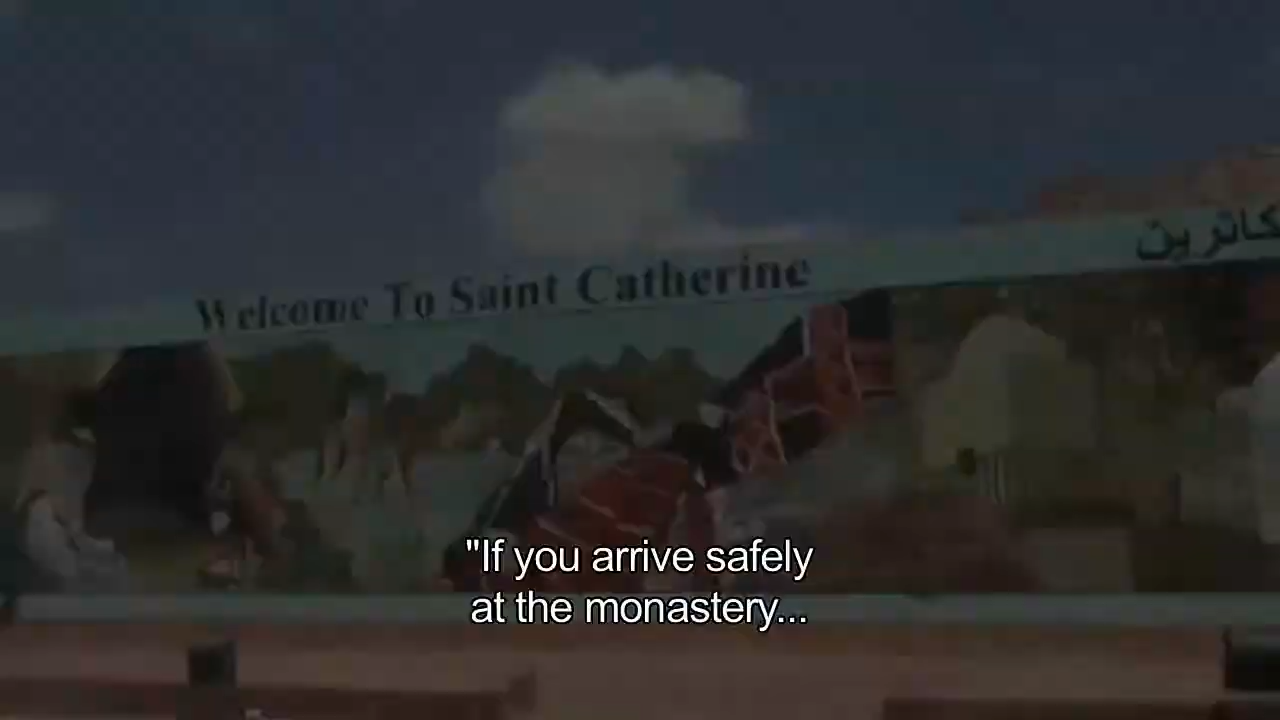 Welcome To Saint Catherine
كاترين
"If you arrive safely
at the monastery...